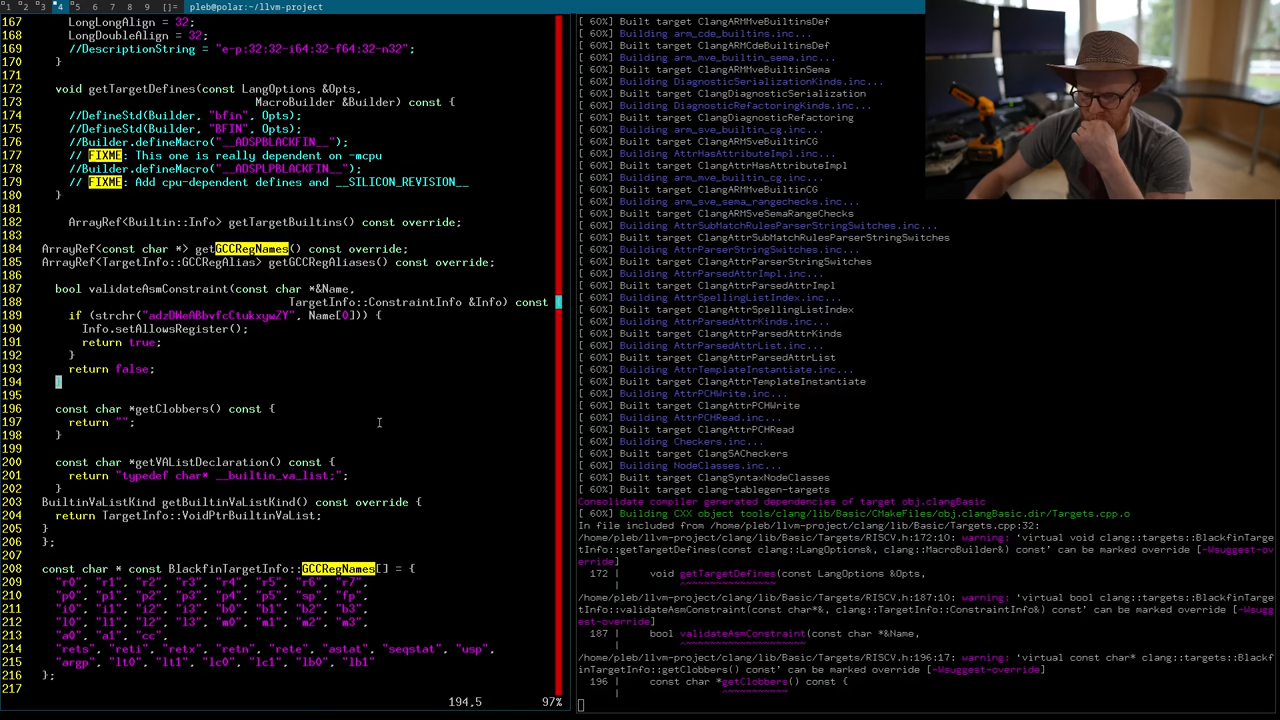 1 2 3 4 5 6 7 8 9 []= pleb@polar:~/llvm-project
167 LongLongAlign = 32;
168 LongDoubleAlign = 32;
169 //DescriptionString = "e-p:32:32-i64:32-f64:32-n32";
170 }
171
172 void getTargetDefines(const LangOptions &Opts,
173 MacroBuilder &Builder) const {
174 //DefineStd(Builder, "bfin", Opts);
175 //DefineStd(Builder, "BFIN", Opts);
176 //Builder.defineMacro("__ADSPBLACKFIN__");
177 // FIXME: This one is really dependent on -mcpu
178 //Builder.defineMacro("__ADSPLPBLACKFIN__");
179 // FIXME: Add cpu-dependent defines and __SILICON_REVISION__
180 }
181
182 ArrayRef<Builtin::Info> getTargetBuiltins() const override;
183
184 ArrayRef<const char *> getGCCRegNames() const override;
185 ArrayRef<TargetInfo::GCCRegAlias> getGCCRegAliases() const override;
186
187 bool validateAsmConstraint(const char *&Name,
188 TargetInfo::ConstraintInfo &Info) const {
189 if (strchr("adzDWeABbvfcCtukxywZY", Name[0])) {
190 Info.setAllowsRegister();
191 return true;
192 }
193 return false;
194 }
195
196 const char *getClobbers() const {
197 return "";
198 }
199
200 const char *getVAListDeclaration() const {
201 return "typedef char* __builtin_va_list;";
202 }
203 BuiltinVaListKind getBuiltinVaListKind() const override {
204 return TargetInfo::VoidPtrBuiltinVaList;
205 }
206 };
207
208 const char * const BlackfinTargetInfo::GCCRegNames[] = {
209 "r0", "r1", "r2", "r3", "r4", "r5", "r6", "r7",
210 "p0", "p1", "p2", "p3", "p4", "p5", "sp", "fp",
211 "i0", "i1", "i2", "i3", "b0", "b1", "b2", "b3",
212 "l0", "l1", "l2", "l3", "m0", "m1", "m2", "m3",
213 "a0", "a1", "cc",
214 "rets", "reti", "retx", "retn", "rete", "astat", "seqstat", "usp",
215 "argp", "lt0", "lt1", "lc0", "lc1", "lb0", "lb1"
216 };
217
194,5 97%
[ 60%] Built target ClangARMMveBuiltinsDef
[ 60%] Building arm_cde_builtins.inc...
[ 60%] Built target ClangARMCdeBuiltinsDef
[ 60%] Building arm_mve_builtin_sema.inc...
[ 60%] Built target ClangARMMveBuiltinSema
[ 60%] Building DiagnosticSerializationKinds.inc...
[ 60%] Built target ClangDiagnosticSerialization
[ 60%] Building DiagnosticRefactoringKinds.inc...
[ 60%] Built target ClangDiagnosticRefactoring
[ 60%] Building arm_sve_builtin_cg.inc...
[ 60%] Built target ClangARMSveBuiltinCG
[ 60%] Building AttrHasAttributeImpl.inc...
[ 60%] Built target ClangAttrHasAttributeImpl
[ 60%] Building arm_mve_builtin_cg.inc...
[ 60%] Built target ClangARMMveBuiltinCG
[ 60%] Building arm_sve_sema_rangechecks.inc...
[ 60%] Built target ClangARMSveSemaRangeChecks
[ 60%] Building AttrSubMatchRulesParserStringSwitches.inc...
[ 60%] Built target ClangAttrSubMatchRulesParserStringSwitches
[ 60%] Building AttrParserStringSwitches.inc...
[ 60%] Built target ClangAttrParserStringSwitches
[ 60%] Building AttrParsedAttrImpl.inc...
[ 60%] Built target ClangAttrParsedAttrImpl
[ 60%] Building AttrSpellingListIndex.inc...
[ 60%] Built target ClangAttrSpellingListIndex
[ 60%] Building AttrParsedAttrKinds.inc...
[ 60%] Built target ClangAttrParsedAttrKinds
[ 60%] Building AttrParsedAttrList.inc...
[ 60%] Built target ClangAttrParsedAttrList
[ 60%] Building AttrTemplateInstantiate.inc...
[ 60%] Built target ClangAttrTemplateInstantiate
[ 60%] Building AttrPCHWrite.inc...
[ 60%] Built target ClangAttrPCHWrite
[ 60%] Building AttrPCHRead.inc...
[ 60%] Built target ClangAttrPCHRead
[ 60%] Building Checkers.inc...
[ 60%] Built target ClangSACheckers
[ 60%] Building NodeClasses.inc...
[ 60%] Built target ClangSyntaxNodeClasses
[ 60%] Built target clang-tablegen-targets
Consolidate compiler generated dependencies of target obj.clangBasic
[ 60%] Building CXX object tools/clang/lib/Basic/CMakeFiles/obj.clangBasic.dir/Targets.cpp.o
In file included from /home/pleb/llvm-project/clang/lib/Basic/Targets.cpp:32:
/home/pleb/llvm-project/clang/lib/Basic/Targets/RISCV.h:172:10: warning: 'virtual void clang::targets::BlackfinTarge
tInfo::getTargetDefines(const clang::LangOptions&, clang::MacroBuilder&) const' can be marked override [-Wsuggest-ov
erride]
172 | void getTargetDefines(const LangOptions &Opts,
| ^~~~~~~~~~~~~~~~
/home/pleb/llvm-project/clang/lib/Basic/Targets/RISCV.h:187:10: warning: 'virtual bool clang::targets::BlackfinTarge
tInfo::validateAsmConstraint(const char*&, clang::TargetInfo::ConstraintInfo&) const' can be marked override [-Wsug
gest-override]
187 | bool validateAsmConstraint(const char *&Name,
| ^~~~~~~~~~~~~~~~~~~~~
/home/pleb/llvm-project/clang/lib/Basic/Targets/RISCV.h:196:17: warning: 'virtual const char* clang::targets::Blackf
inTargetInfo::getClobbers() const' can be marked override [-Wsuggest-override]
196 | const char *getClobbers() const {
| ^~~~~~~~~~~